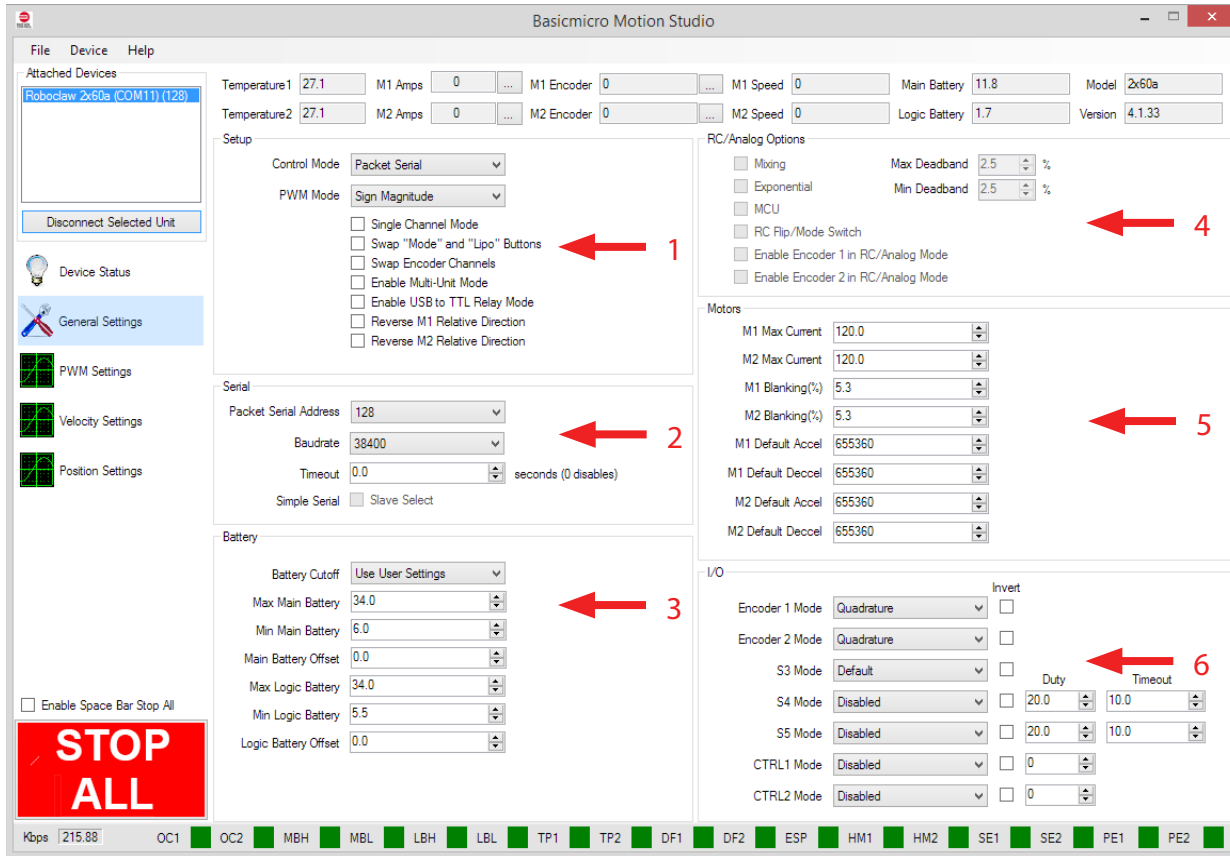 Basicmicro Motion Studio
File Device Help
Attached Devices
Roboclaw 2x60a (COM11) (128)
Disconnect Selected Unit
Temperature1 27.1 M1 Amps 0 ... M1 Encoder 0 ... M1 Speed 0 Main Battery 11.8 Model 2x60a
Temperature2 27.1 M2 Amps 0 ... M2 Encoder 0 ... M2 Speed 0 Logic Battery 1.7 Version 4.1.33
Device Status
General Settings
PWM Settings
Velocity Settings
Position Settings
Enable Space Bar Stop All
STOP
ALL
Setup
Control Mode Packet Serial
PWM Mode Sign Magnitude
Single Channel Mode
Swap "Mode" and "Lipo" Buttons
Swap Encoder Channels
Enable Multi-Unit Mode
Enable USB to TTL Relay Mode
Reverse M1 Relative Direction
Reverse M2 Relative Direction
1
Serial
Packet Serial Address 128
Baudrate 38400
Timeout 0.0 seconds (0 disables)
Simple Serial Slave Select
2
Battery
Battery Cutoff Use User Settings
Max Main Battery 34.0
Min Main Battery 6.0
Main Battery Offset 0.0
Max Logic Battery 34.0
Min Logic Battery 5.5
Logic Battery Offset 0.0
3
RC/Analog Options
Mixing Max Deadband 2.5 %
Exponential Min Deadband 2.5 %
MCU
RC Flip/Mode Switch
Enable Encoder 1 in RC/Analog Mode
Enable Encoder 2 in RC/Analog Mode
4
Motors
M1 Max Current 120.0
M2 Max Current 120.0
M1 Blanking(%) 5.3
M2 Blanking(%) 5.3
M1 Default Accel 655360
M1 Default Deccel 655360
M2 Default Accel 655360
M2 Default Deccel 655360
5
I/O
Invert
Encoder 1 Mode Quadrature
Encoder 2 Mode Quadrature
S3 Mode Default
6
Duty Timeout
S4 Mode Disabled 20.0 10.0
S5 Mode Disabled 20.0 10.0
CTRL1 Mode Disabled 0
CTRL2 Mode Disabled 0
Kbps 215.88 OC1 OC2 MBH MBL LBH LBL TP1 TP2 DF1 DF2 ESP HM1 HM2 SE1 SE2 PE1 PE2